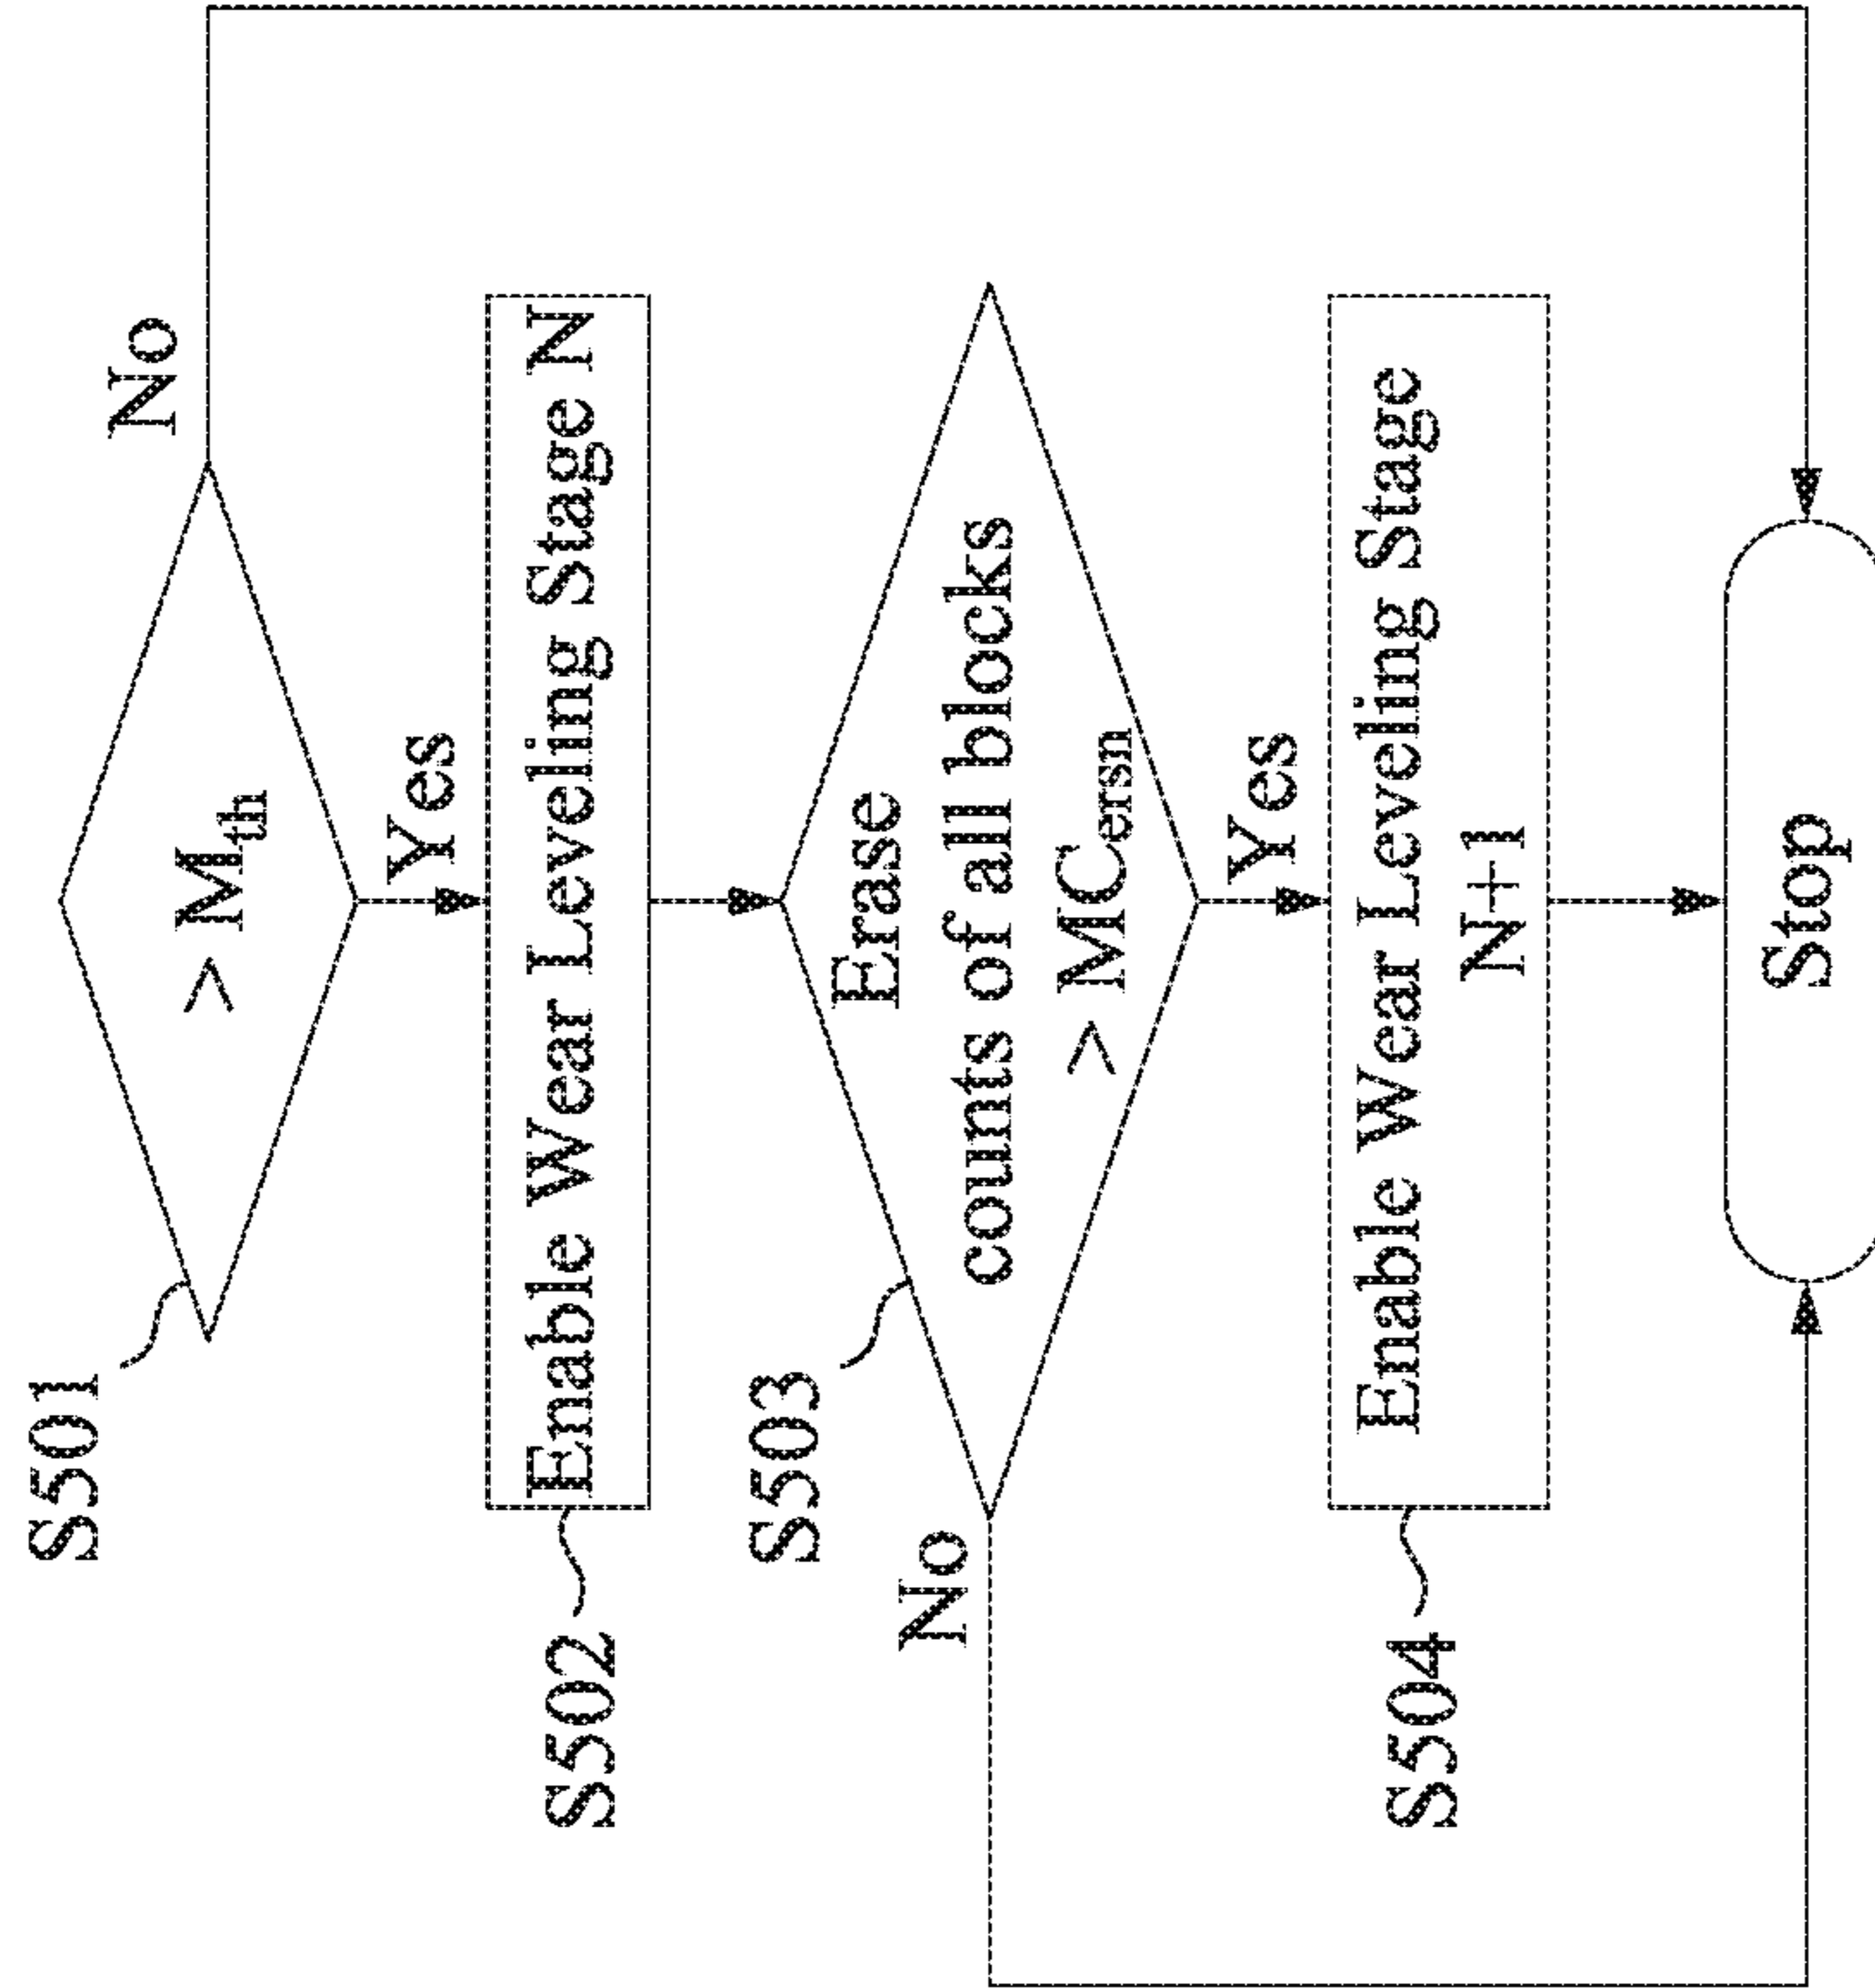 S501
> M_th
No
Yes
S502
Enable Wear Leveling Stage N
S503
Erase
counts of all blocks
> MC_ersn
No
Yes
S504
Enable Wear Leveling Stage
N+1
Stop